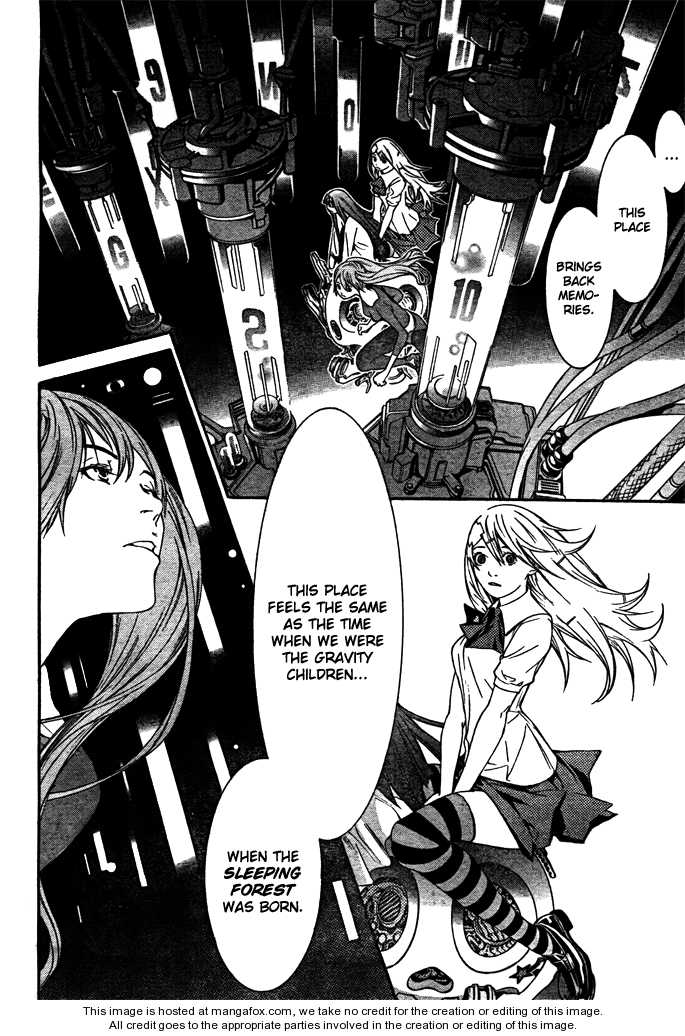 ...
THIS
PLACE
BRINGS
BACK
MEMO-
RIES.
9
N
O
X
G
S
10
THIS PLACE
FEELS THE SAME
AS THE TIME
WHEN WE WERE
THE GRAVITY
CHILDREN...
WHEN THE
SLEEPING
FOREST
WAS BORN.
This image is hosted at mangafox.com, we take no credit for the creation or editing of this image.
All credit goes to the appropriate parties involved in the creation or editing of this image.